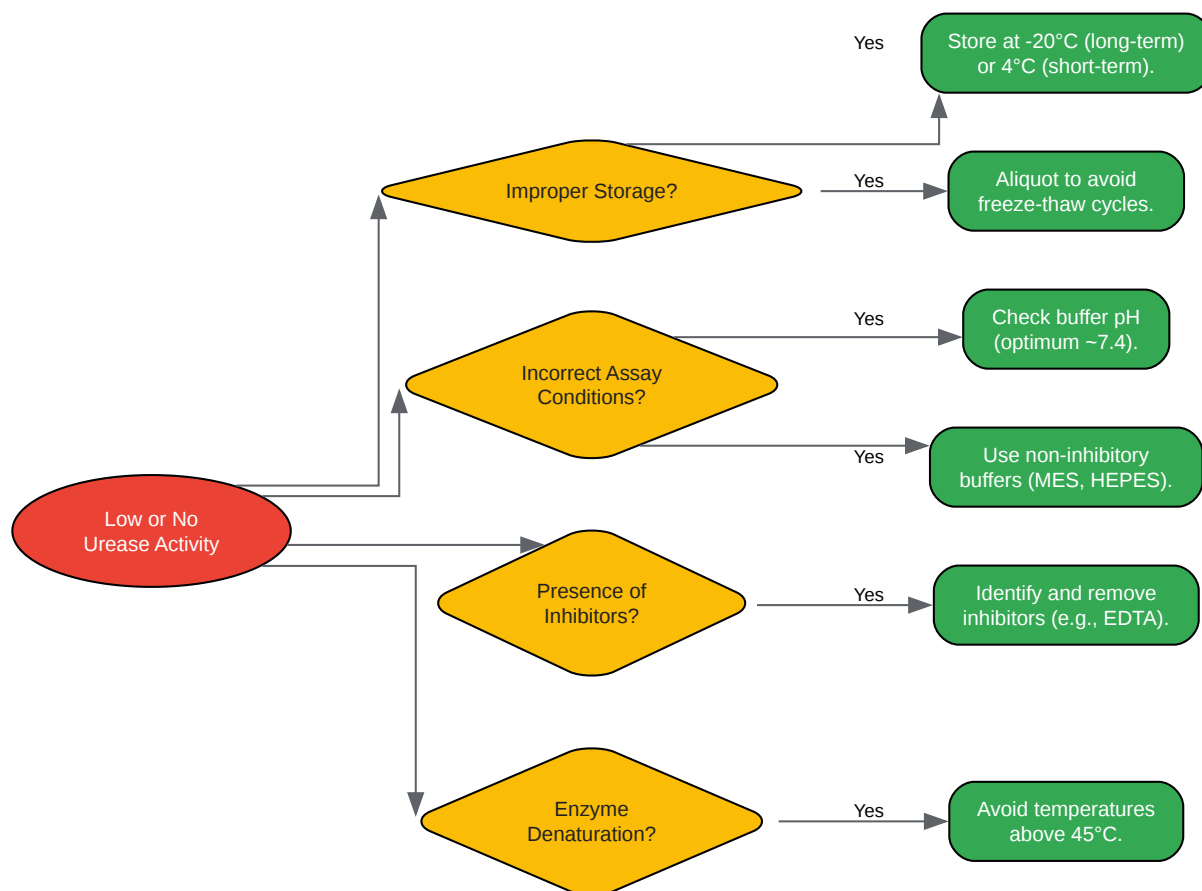 Yes
Store at -20°C (long-term)
or 4°C (short-term).
Improper Storage?
Yes
Aliquot to avoid
freeze-thaw cycles.
Incorrect Assay
Conditions?
Yes
Check buffer pH
(optimum ~7.4).
Yes
Use non-inhibitory
buffers (MES, HEPES).
Low or No
Urease Activity
Presence of
Inhibitors?
Yes
Identify and remove
inhibitors (e.g., EDTA).
Enzyme
Denaturation?
Yes
Avoid temperatures
above 45°C.